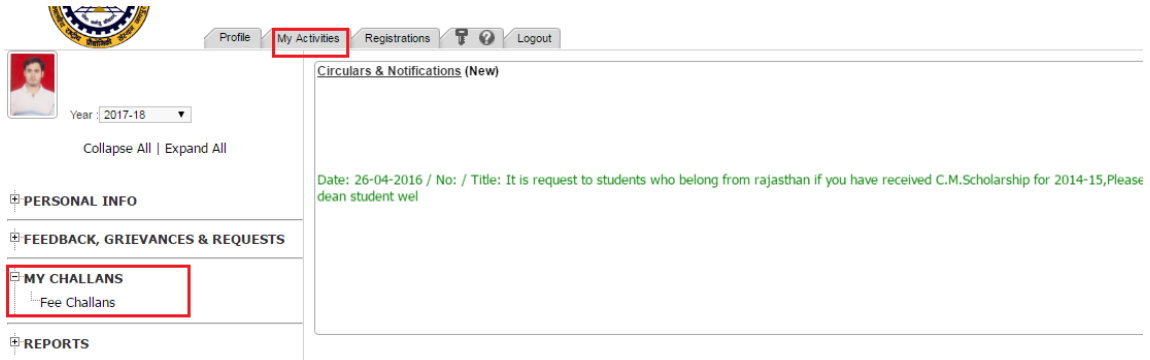 Profile
My Activities
Registrations
Logout
Year : 2017-18
Collapse All | Expand All
PERSONAL INFO
FEEDBACK, GRIEVANCES & REQUESTS
MY CHALLANS
Fee Challans
REPORTS
Circulars & Notifications (New)
Date: 26-04-2016 / No: / Title: It is request to students who belong from rajasthan if you have received C.M.Scholarship for 2014-15,Please
dean student wel